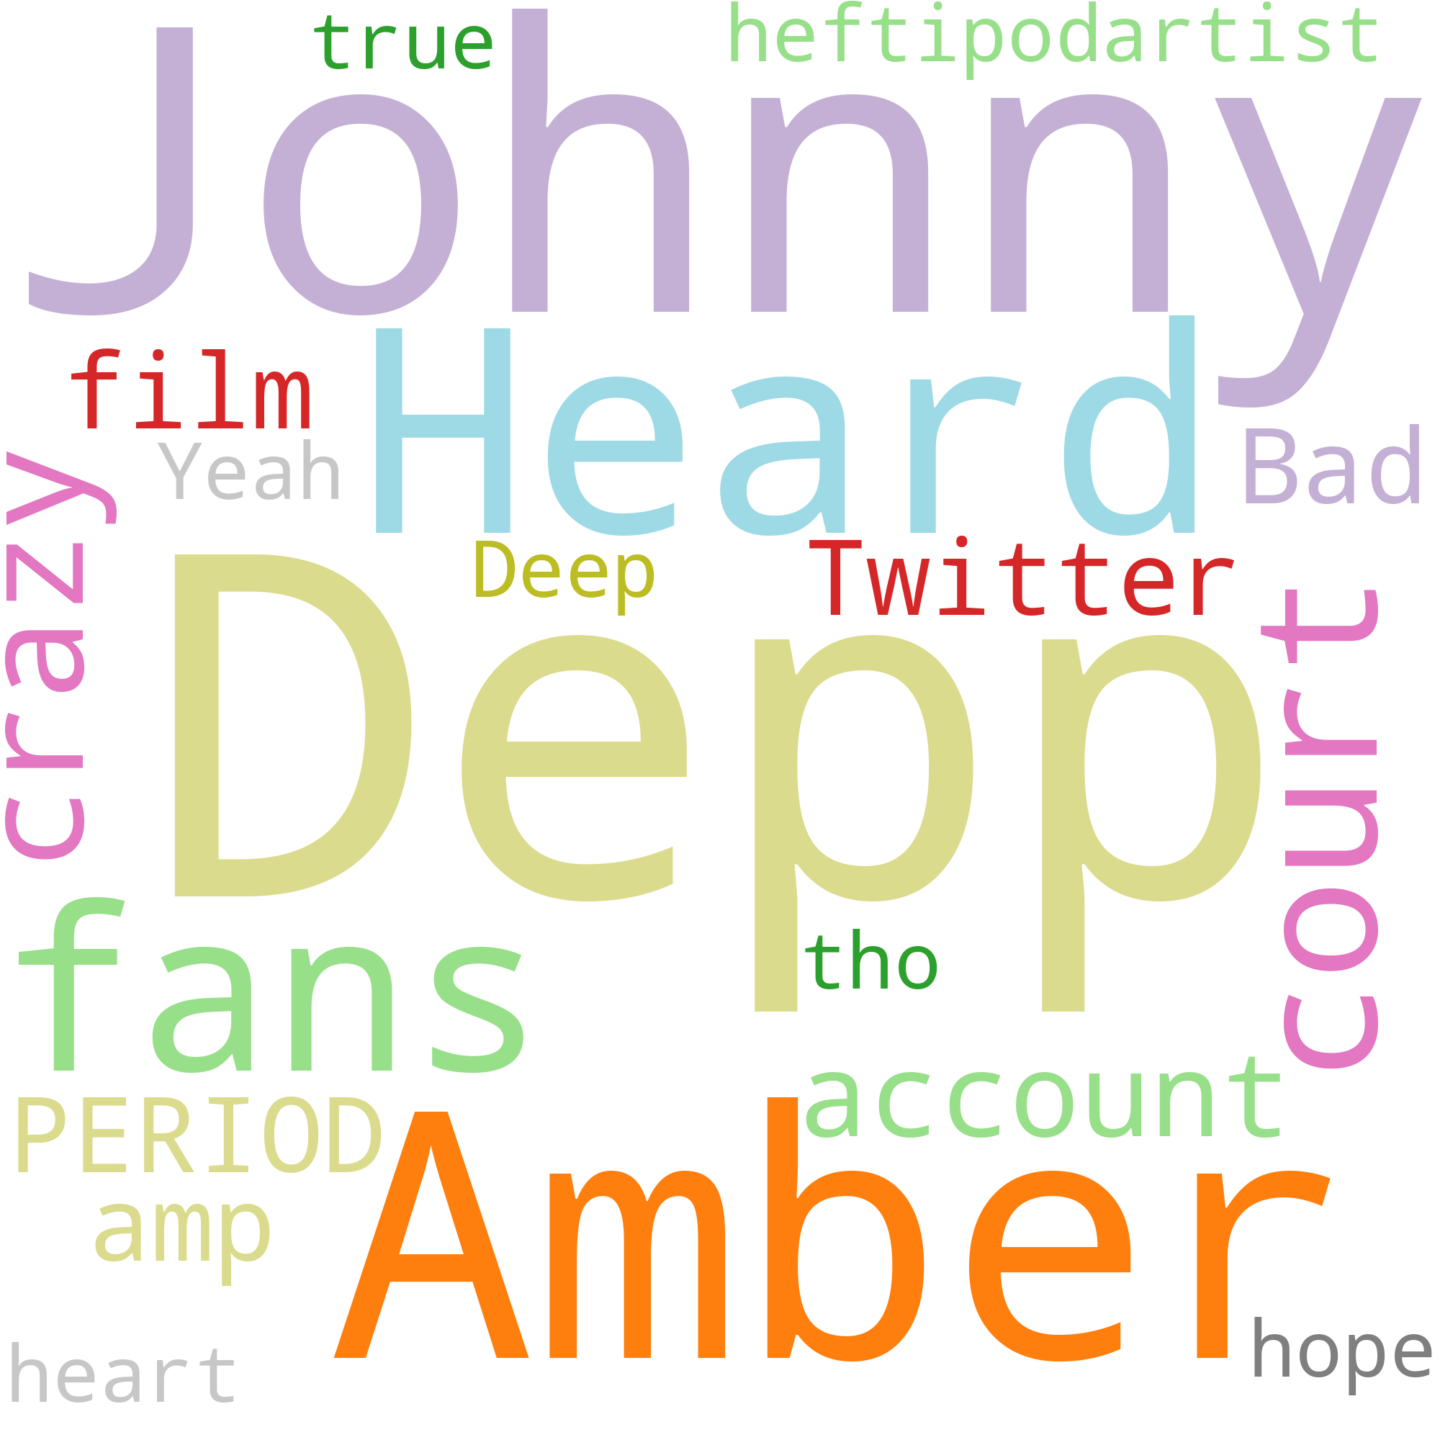 true
heftipodartist
Johnny
film
Heard
Yeah
Bad
crazy
Deep
Twitter
Depp
court
fans
tho
account
PERIOD
Amber
amp
heart
hope